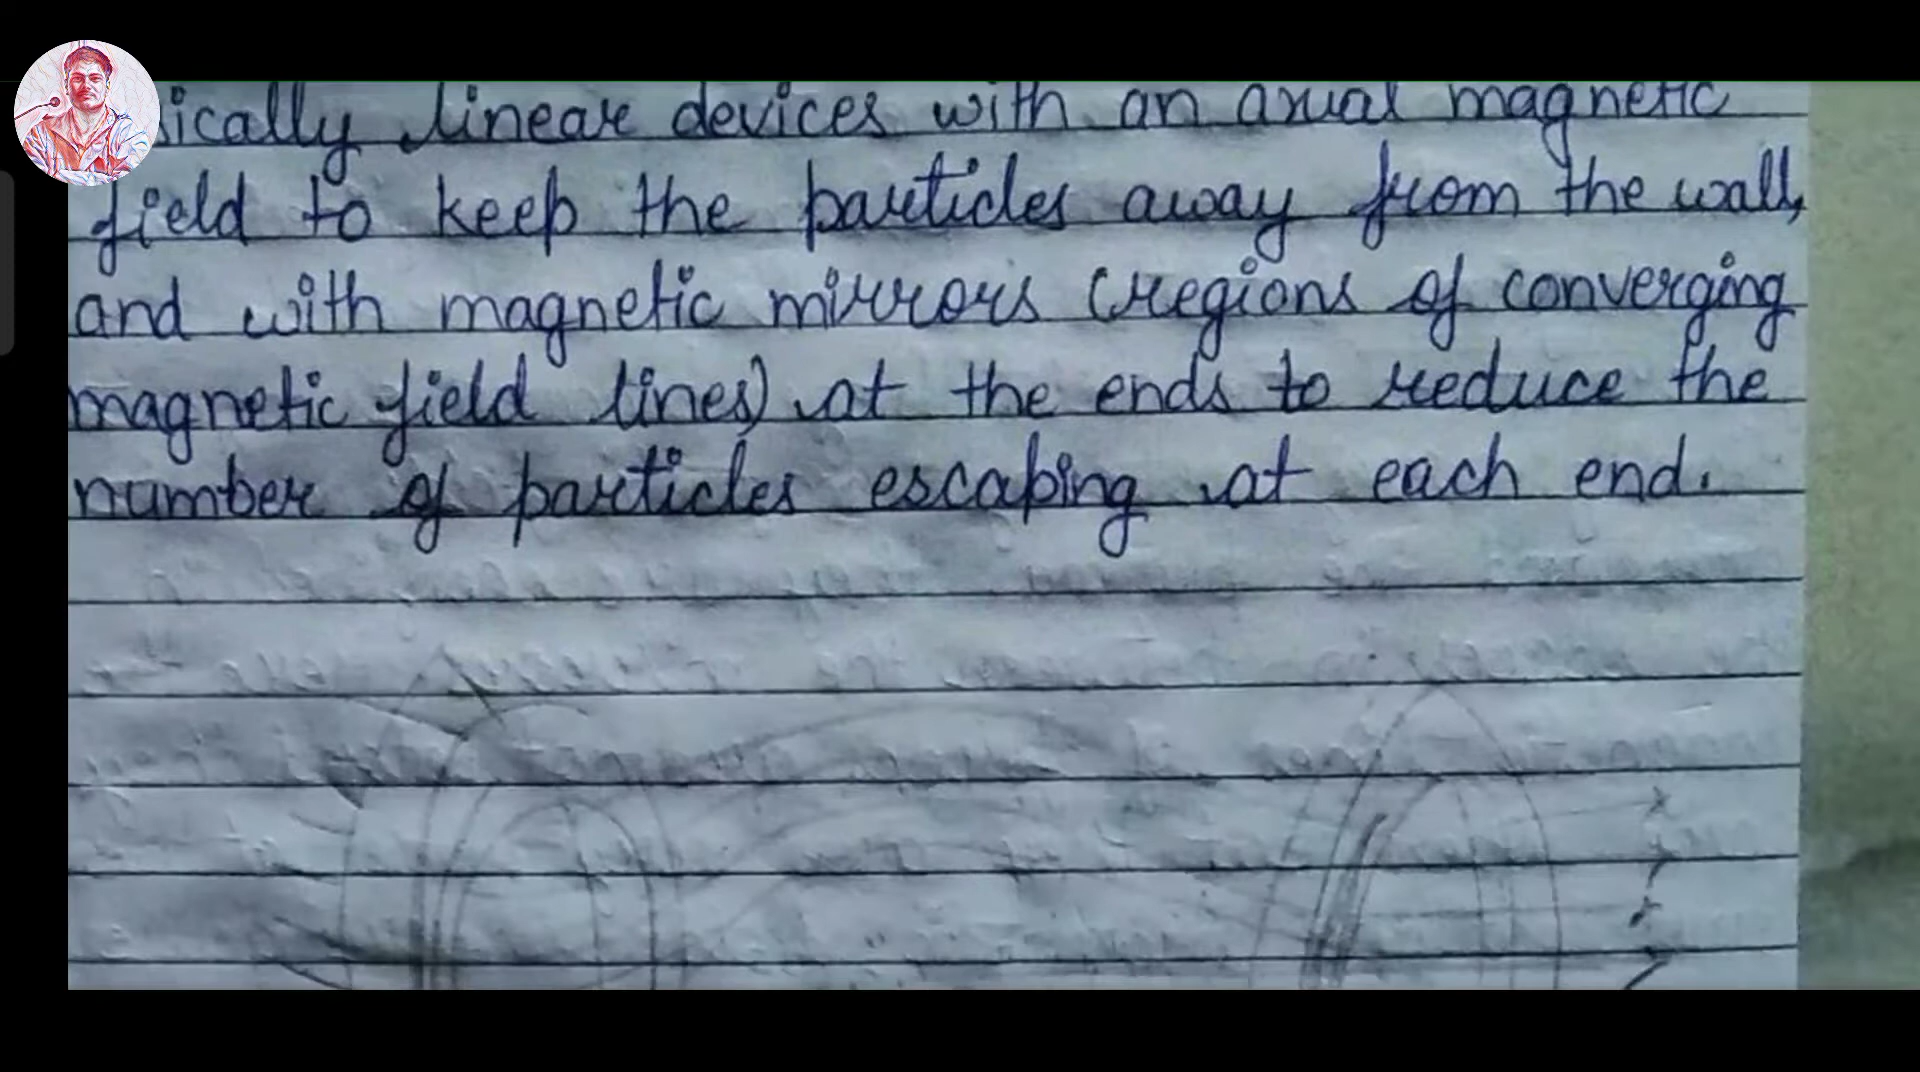 ically linear devices with an axual magnetic
field to keep the particles away from the wall,
and with magnetic mirrors (regions of converging
magnetic field lines) at the ends to reduce the
number of particles escaping at each end.